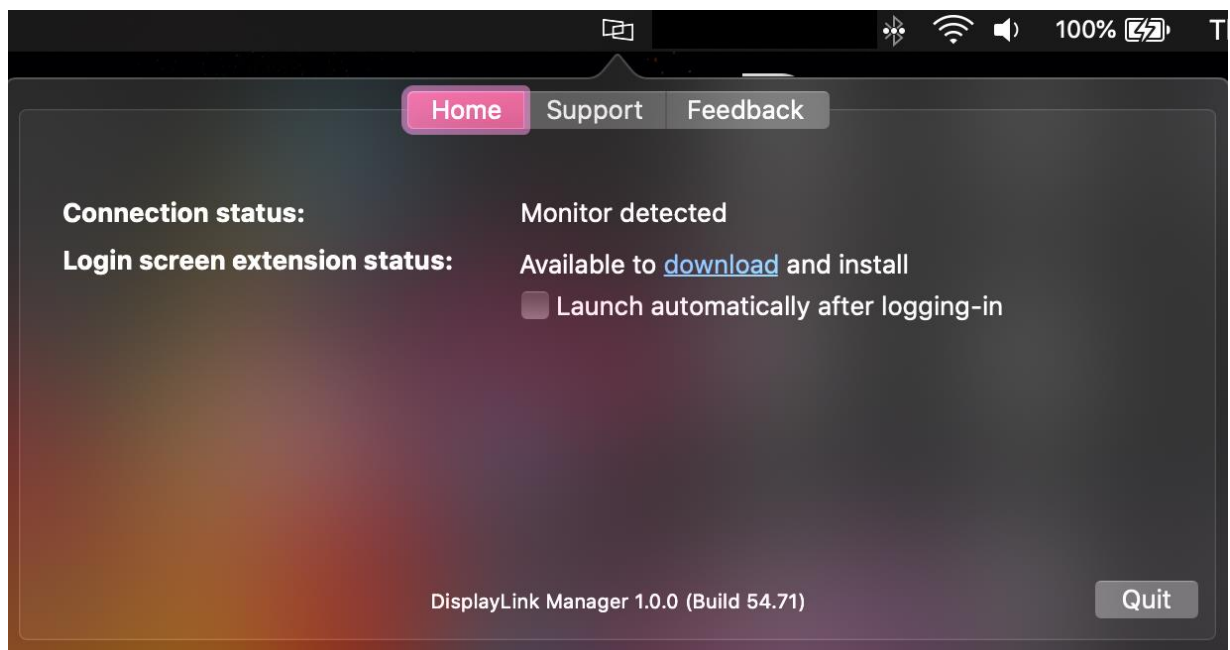 100%
Home Support Feedback
Connection status: Monitor detected
Login screen extension status: Available to download and install
Launch automatically after logging-in
DisplayLink Manager 1.0.0 (Build 54.71)
Quit